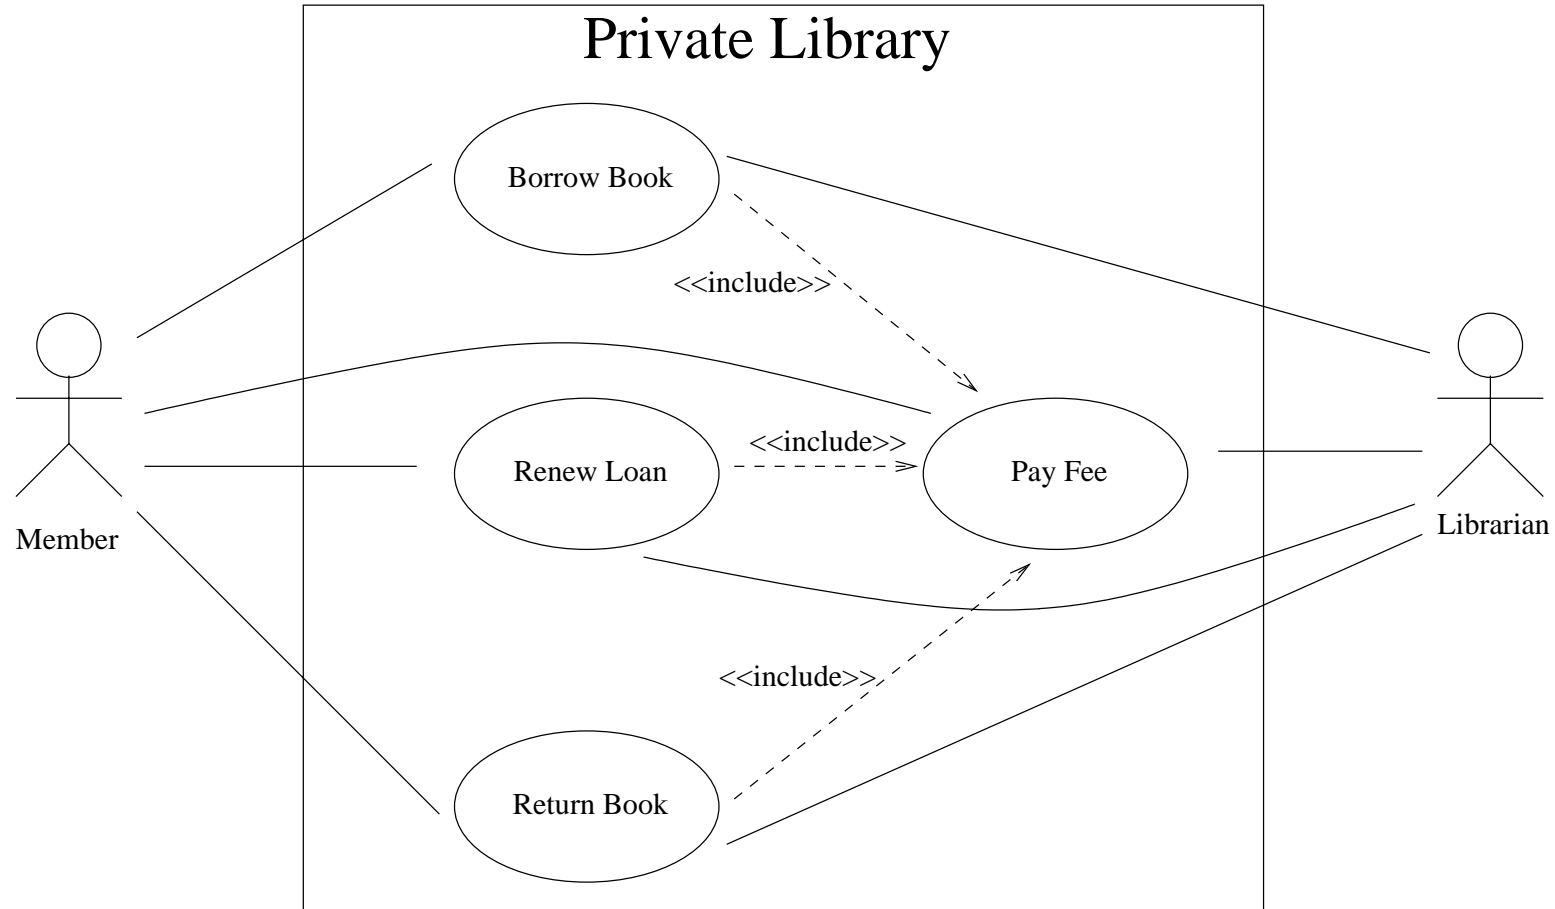 Private Library
Borrow Book
<<include>>
<<include>>
Renew Loan
Pay Fee
Member
Librarian
<<include>>
Return Book